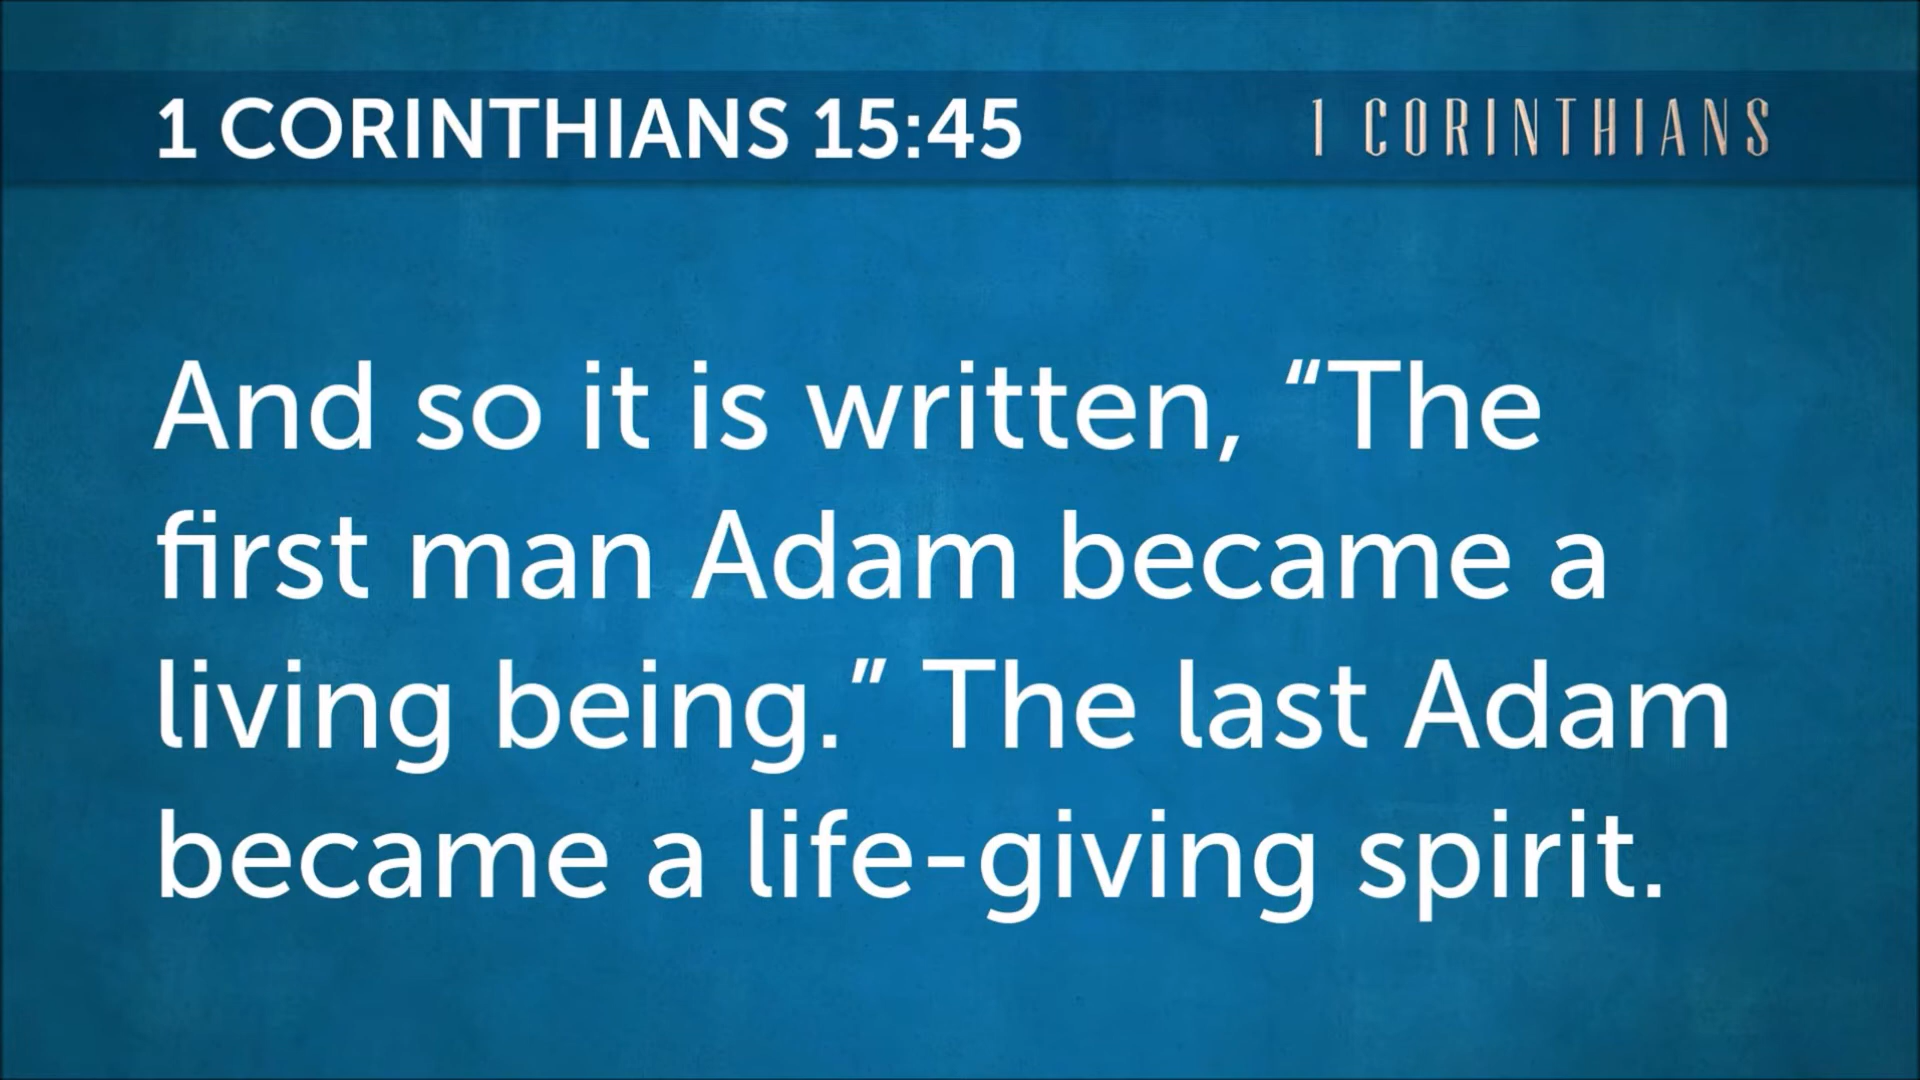 1 CORINTHIANS 15:45
1 CORINTHIANS
And so it is written, “The
first man Adam became a
living being.” The last Adam
became a life-giving spirit.